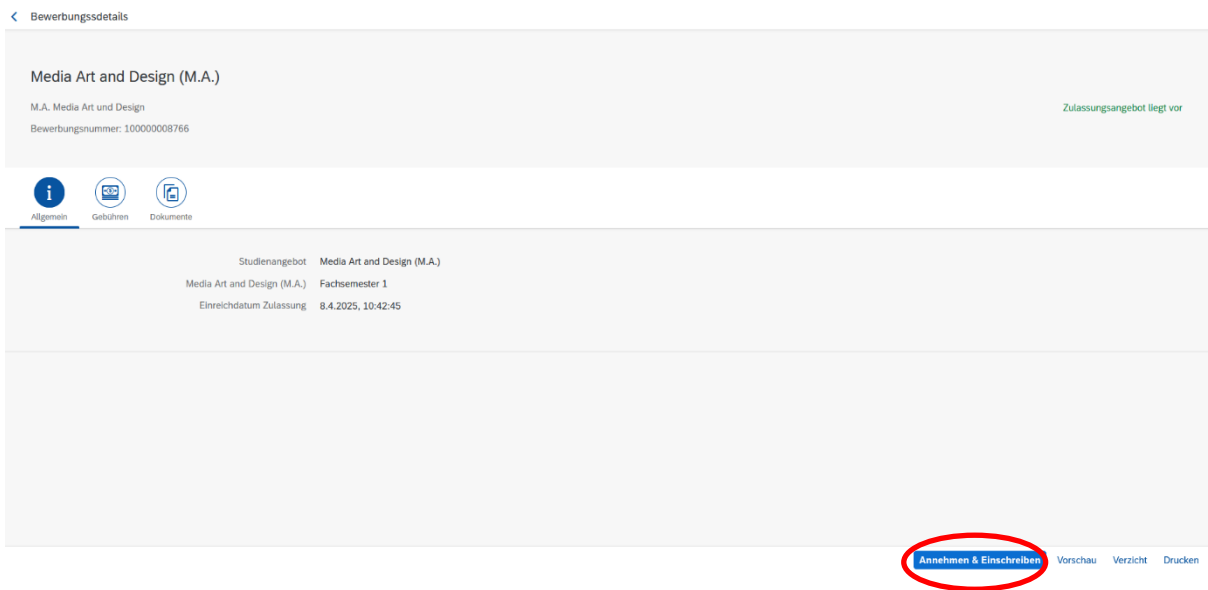 Bewerbungssdetails
Media Art and Design (M.A.)
M.A. Media Art und Design
Zulassungsangebot liegt vor
Bewerbungsnummer: 100000008766
Allgemein Gebühren Dokumente
Studienangebot Media Art and Design (M.A.)
Media Art and Design (M.A.) Fachsemester 1
Einreichdatum Zulassung 8.4.2025, 10:42:45
Annehmen & Einschreiben Vorschau Verzicht Drucken